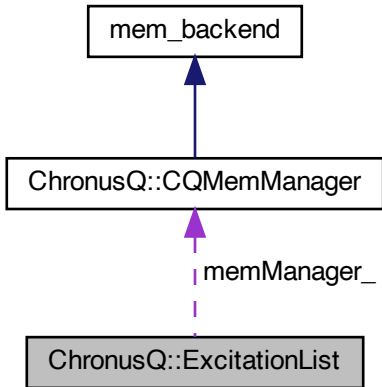 mem_backend
ChronusQ::CQMemManager
memManager_
ChronusQ::ExcitationList